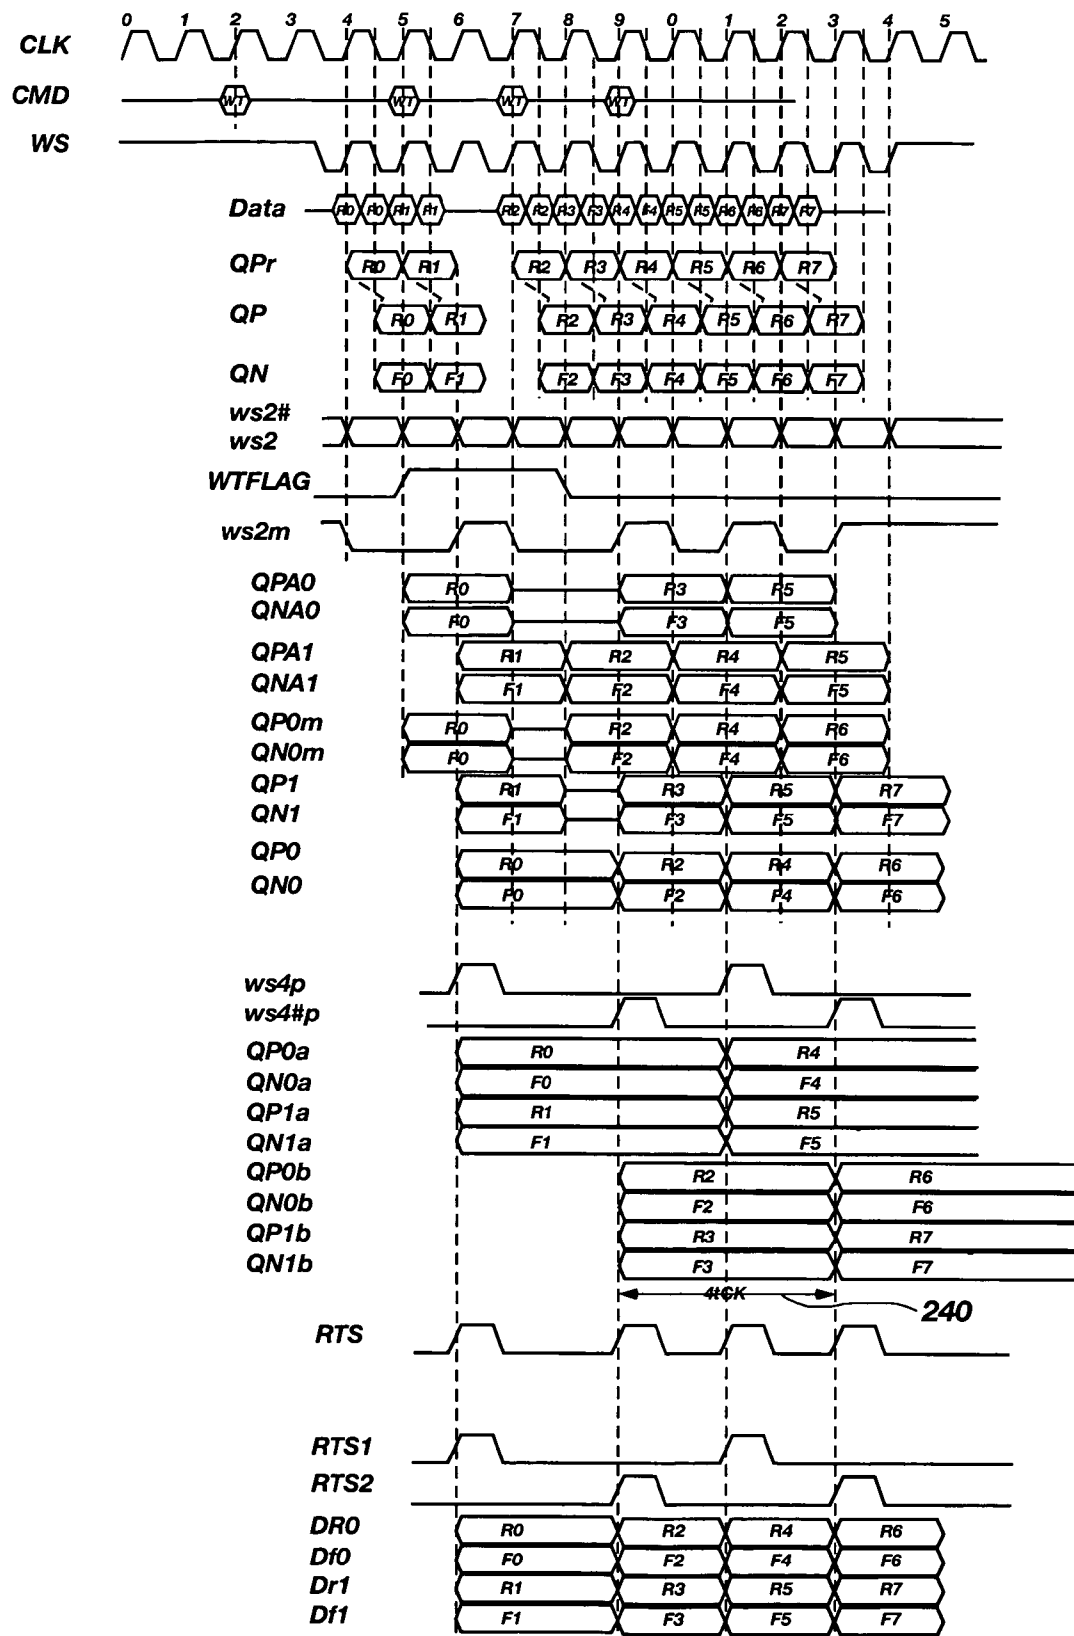 0 1 2 3 4 5 6 7 8 9 0 1 2 3 4 5
CLK
CMD WT WT WT WT
WS
Data R0 F0 R1 F1 R2 F2 R3 F3 R4 F4 R5 F5 R6 F6 R7 F7
QPr R0 R1 R2 R3 R4 R5 R6 R7
QP R0 R1 R2 R3 R4 R5 R6 R7
QN F0 F1 F2 F3 F4 F5 F6 F7
ws2#
ws2
WTFLAG
ws2m
QPA0 R0 R3 R5
QNA0 F0 F3 F5
QPA1 R1 R2 R4 R5
QNA1 F1 F2 F4 F5
QP0m R0 R2 R4 R6
QN0m F0 F2 F4 F6
QP1 R1 R3 R5 R7
QN1 F1 F3 F5 F7
QP0 R0 R2 R4 R6
QN0 F0 F2 F4 F6
ws4p
ws4#p
QP0a R0 R4
QN0a F0 F4
QP1a R1 R5
QN1a F1 F5
QP0b R2 R6
QN0b F2 F6
QP1b R3 R7
QN1b F3 F7
4tCK 240
RTS
RTS1
RTS2
DR0 R0 R2 R4 R6
Df0 F0 F2 F4 F6
Dr1 R1 R3 R5 R7
Df1 F1 F3 F5 F7